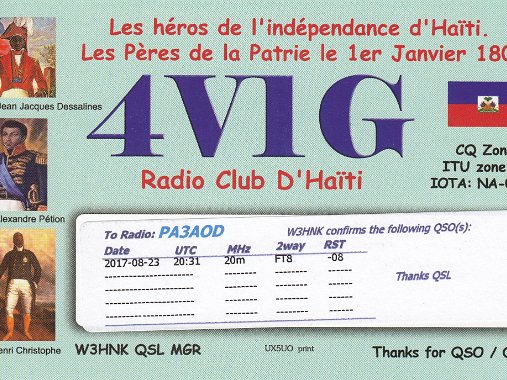 Les héros de l'indépendance d'Haïti.
Les Pères de la Patrie le 1er Janvier 180
4V1G
Radio Club D'Haïti
Jean Jacques Dessalines
Alexandre Pétion
Henri Christophe
CQ Zon
ITU zone
IOTA: NA-
To Radio: PA3AOD W3HNK confirms the following QSO(s):
Date UTC MHz 2way RST
2017-08-23 20:31 20m FT8 -08
Thanks QSL
W3HNK QSL MGR
UX5UO print
Thanks for QSO /